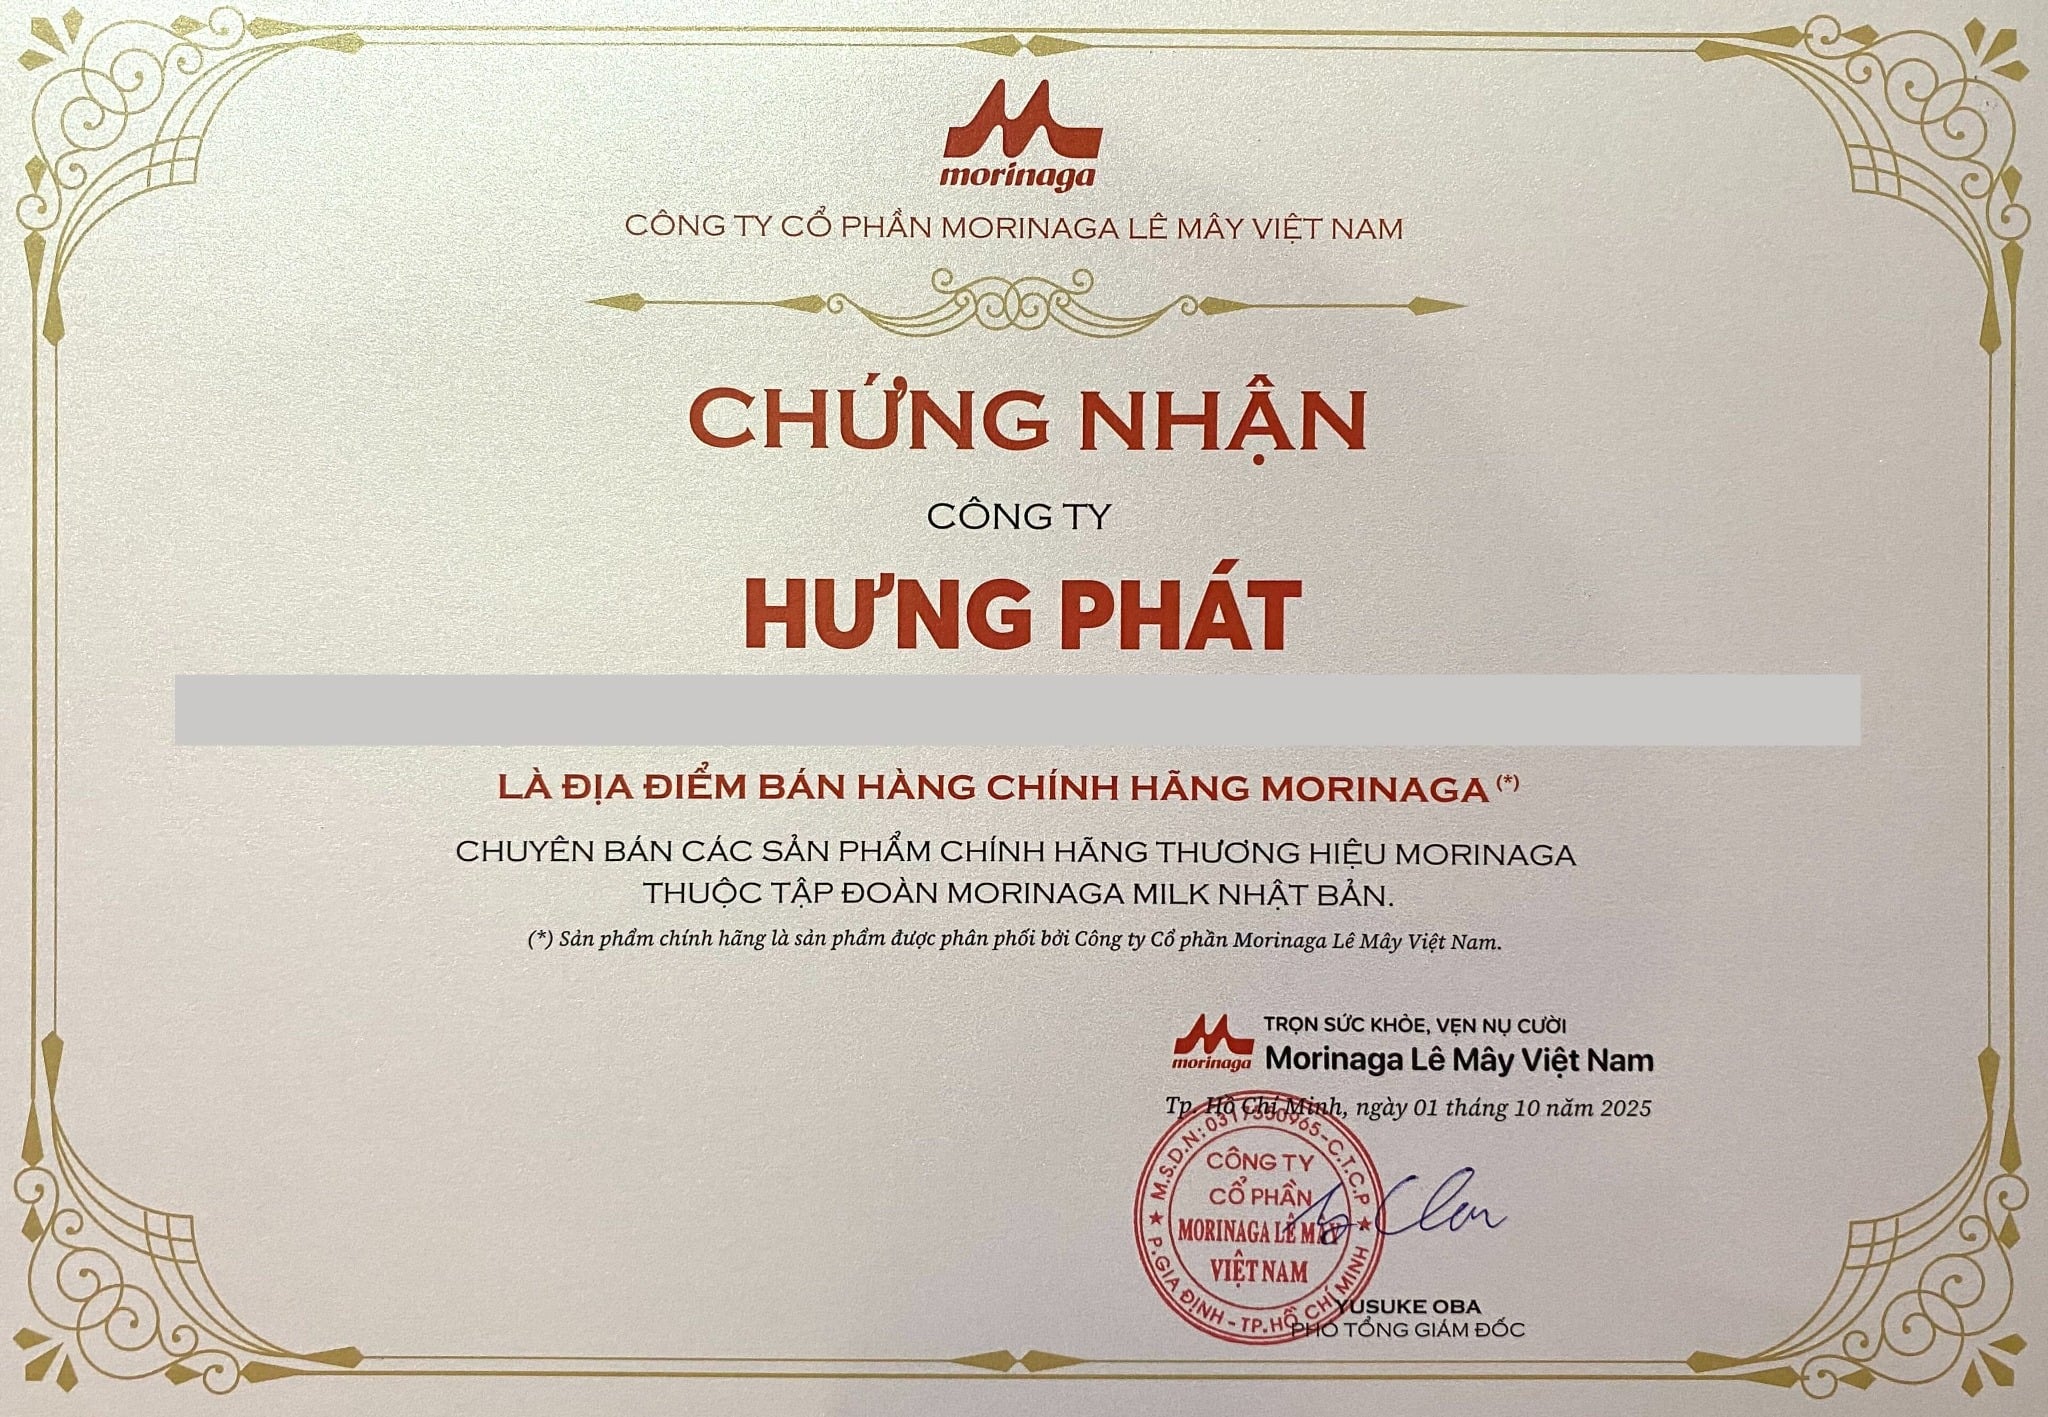 morinaga
CÔNG TY CỔ PHẦN MORINAGA LÊ MÂY VIỆT NAM
CHỨNG NHẬN
CÔNG TY
HƯNG PHÁT
LÀ ĐỊA ĐIỂM BÁN HÀNG CHÍNH HÃNG MORINAGA (*)
CHUYÊN BÁN CÁC SẢN PHẨM CHÍNH HÃNG THƯƠNG HIỆU MORINAGA
THUỘC TẬP ĐOÀN MORINAGA MILK NHẬT BẢN.
(*) Sản phẩm chính hãng là sản phẩm được phân phối bởi Công ty Cổ phần Morinaga Lê Mây Việt Nam.
morinaga
TRỌN SỨC KHỎE, VẸN NỤ CƯỜI
Morinaga Lê Mây Việt Nam
Tp. Hồ Chí Minh, ngày 01 tháng 10 năm 2025
M.S.D.N: 0317350965-C.T.C.P
CÔNG TY
CỔ PHẦN
MORINAGA LÊ MÂY
VIỆT NAM
P.GIA ĐỊNH - TP.HỒ CHÍ MINH
YUSUKE OBA
PHÓ TỔNG GIÁM ĐỐC